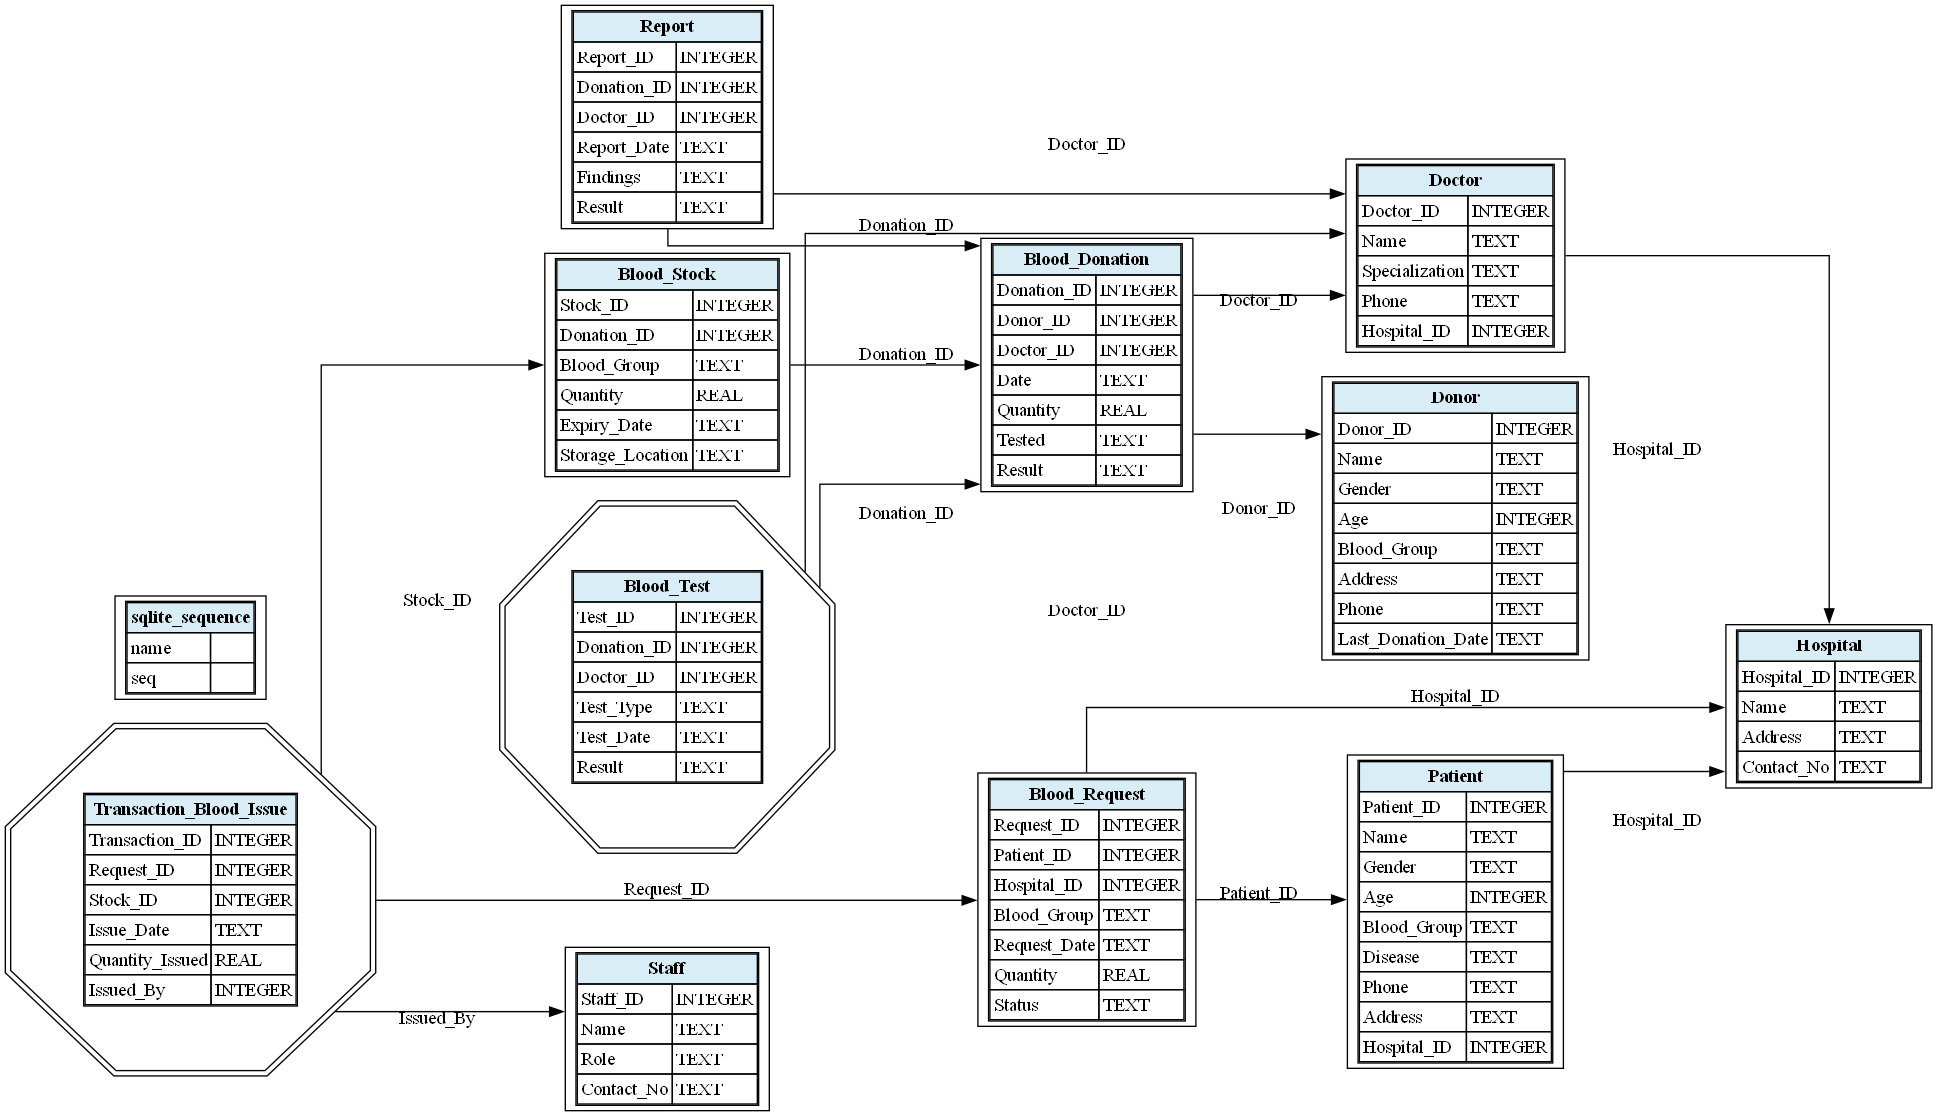 Report
Report_ID INTEGER
Donation_ID INTEGER
Doctor_ID INTEGER
Report_Date TEXT
Findings TEXT
Result TEXT
Doctor_ID
Doctor
Doctor_ID INTEGER
Name TEXT
Specialization TEXT
Phone TEXT
Hospital_ID INTEGER
Donation_ID
Blood_Stock
Stock_ID INTEGER
Donation_ID INTEGER
Blood_Group TEXT
Quantity REAL
Expiry_Date TEXT
Storage_Location TEXT
Donation_ID
Blood_Donation
Donation_ID INTEGER
Donor_ID INTEGER
Doctor_ID INTEGER
Date TEXT
Quantity REAL
Tested TEXT
Result TEXT
Doctor_ID
Donor
Donor_ID INTEGER
Name TEXT
Gender TEXT
Age INTEGER
Blood_Group TEXT
Address TEXT
Phone TEXT
Last_Donation_Date TEXT
Hospital_ID
Donation_ID
Donor_ID
Stock_ID
Blood_Test
Test_ID INTEGER
Donation_ID INTEGER
Doctor_ID INTEGER
Test_Type TEXT
Test_Date TEXT
Result TEXT
Doctor_ID
sqlite_sequence
name
seq
Hospital
Hospital_ID INTEGER
Name TEXT
Address TEXT
Contact_No TEXT
Hospital_ID
Transaction_Blood_Issue
Transaction_ID INTEGER
Request_ID INTEGER
Stock_ID INTEGER
Issue_Date TEXT
Quantity_Issued REAL
Issued_By INTEGER
Request_ID
Blood_Request
Request_ID INTEGER
Patient_ID INTEGER
Hospital_ID INTEGER
Blood_Group TEXT
Request_Date TEXT
Quantity REAL
Status TEXT
Patient_ID
Patient
Patient_ID INTEGER
Name TEXT
Gender TEXT
Age INTEGER
Blood_Group TEXT
Disease TEXT
Phone TEXT
Address TEXT
Hospital_ID INTEGER
Hospital_ID
Issued_By
Staff
Staff_ID INTEGER
Name TEXT
Role TEXT
Contact_No TEXT